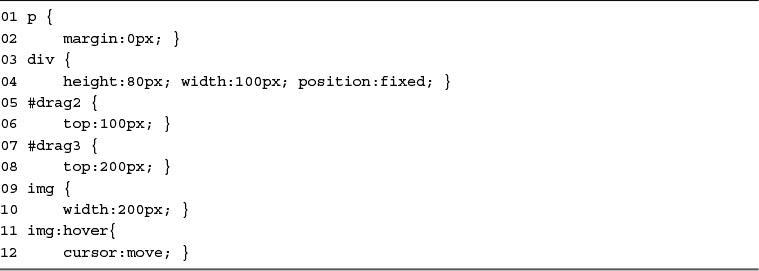 01 p {
02     margin:0px; }
03 div {
04     height:80px; width:100px; position:fixed; }
05 #drag2 {
06     top:100px; }
07 #drag3 {
08     top:200px; }
09 img {
10     width:200px; }
11 img:hover{
12     cursor:move; }